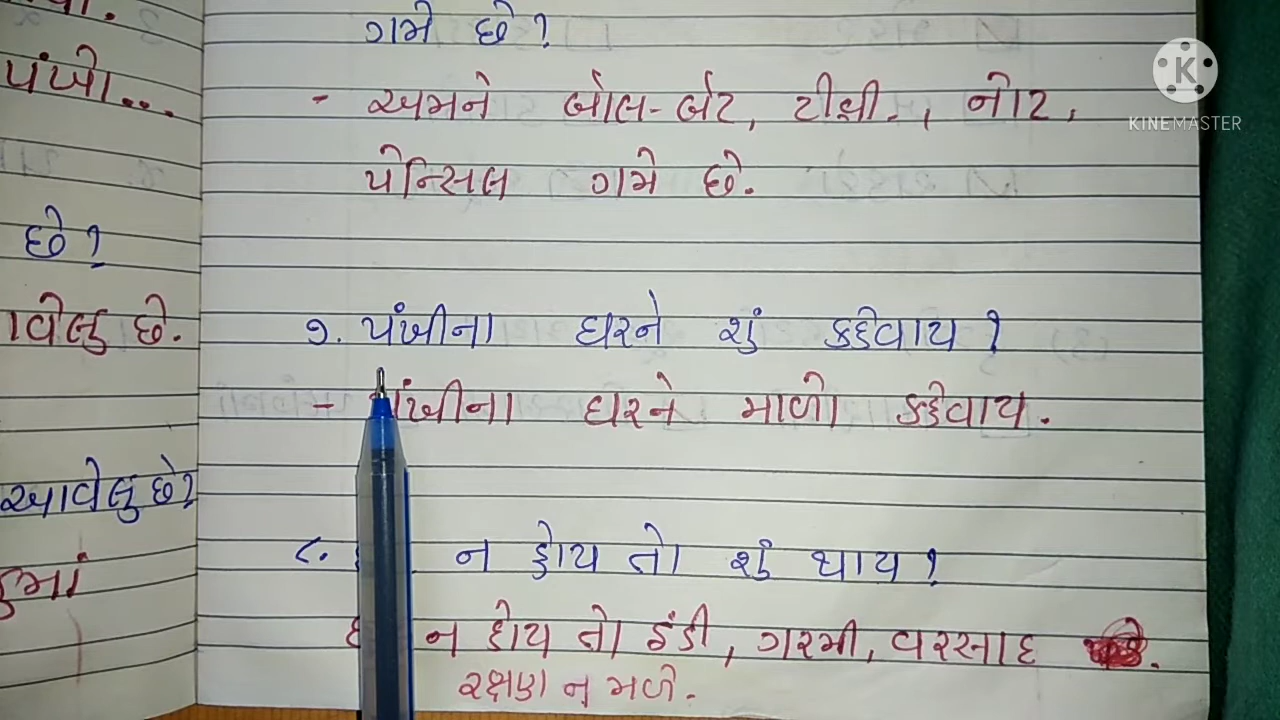 પંખો...
છે?
ાવેલુ છે.
આવેલુ છે?
ગમે છે?
- અમને બોલ-બેટ, ટીવી., નોટ,
પેન્સિલ ગમે છે.
૭. પંખીના ઘરને શું કહેવાય?
- પંખીના ઘરને માળો કહેવાય.
૮. ન હોય તો શું થાય?
ન હોય તો ઠંડી, ગરમી, વરસાદ
રક્ષણ ન મળે.
K
KINEMASTER